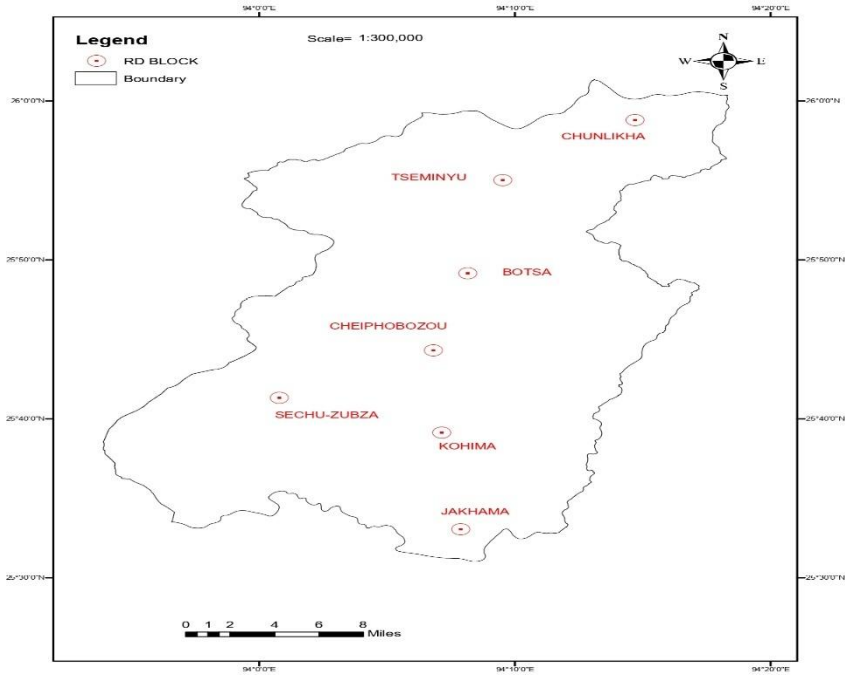 94°0'0"E 94°10'0"E 94°20'0"E
Legend
RD BLOCK
Boundary
Scale= 1:300,000
N
W E
S
26°0'0"N 26°0'0"N
CHUNLIKHA
TSEMINYU
25°50'0"N 25°50'0"N
BOTSA
CHEIPHOBOZOU
SECHU-ZUBZA
25°40'0"N 25°40'0"N
KOHIMA
JAKHAMA
25°30'0"N 25°30'0"N
0 1 2 4 6 8
Miles
94°0'0"E 94°10'0"E 94°20'0"E